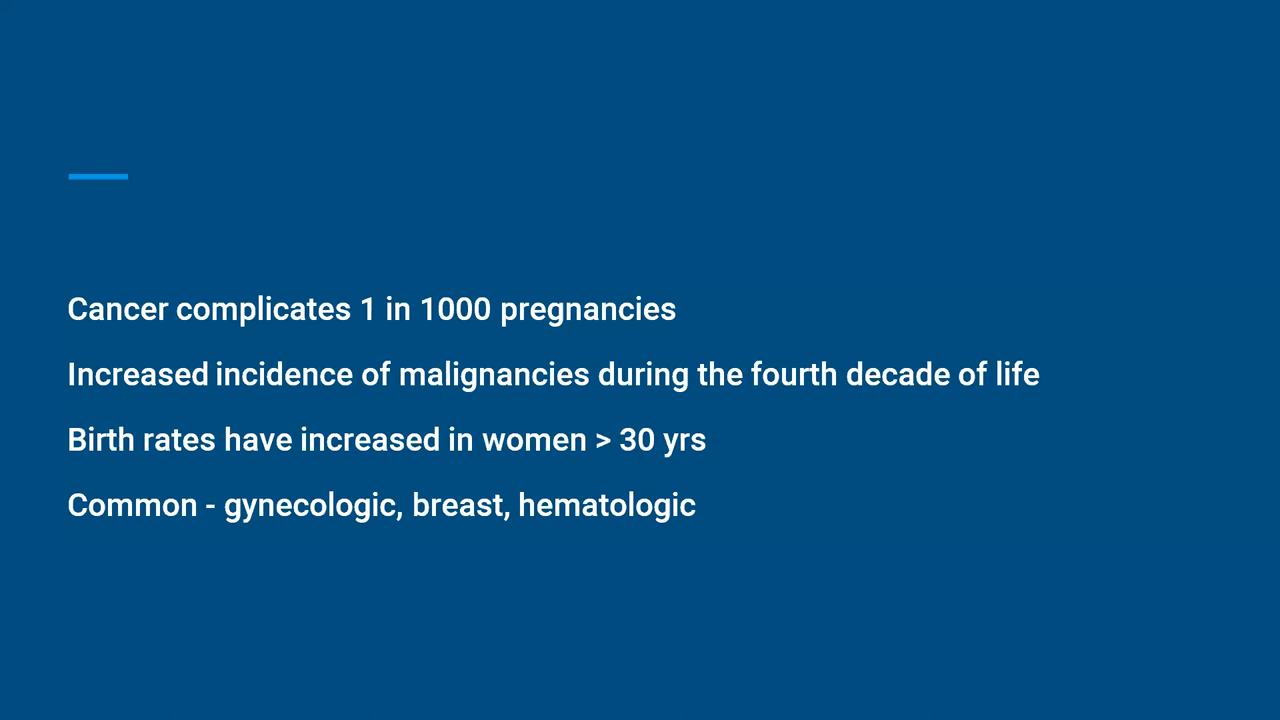 Cancer complicates 1 in 1000 pregnancies
Increased incidence of malignancies during the fourth decade of life
Birth rates have increased in women > 30 yrs
Common - gynecologic, breast, hematologic